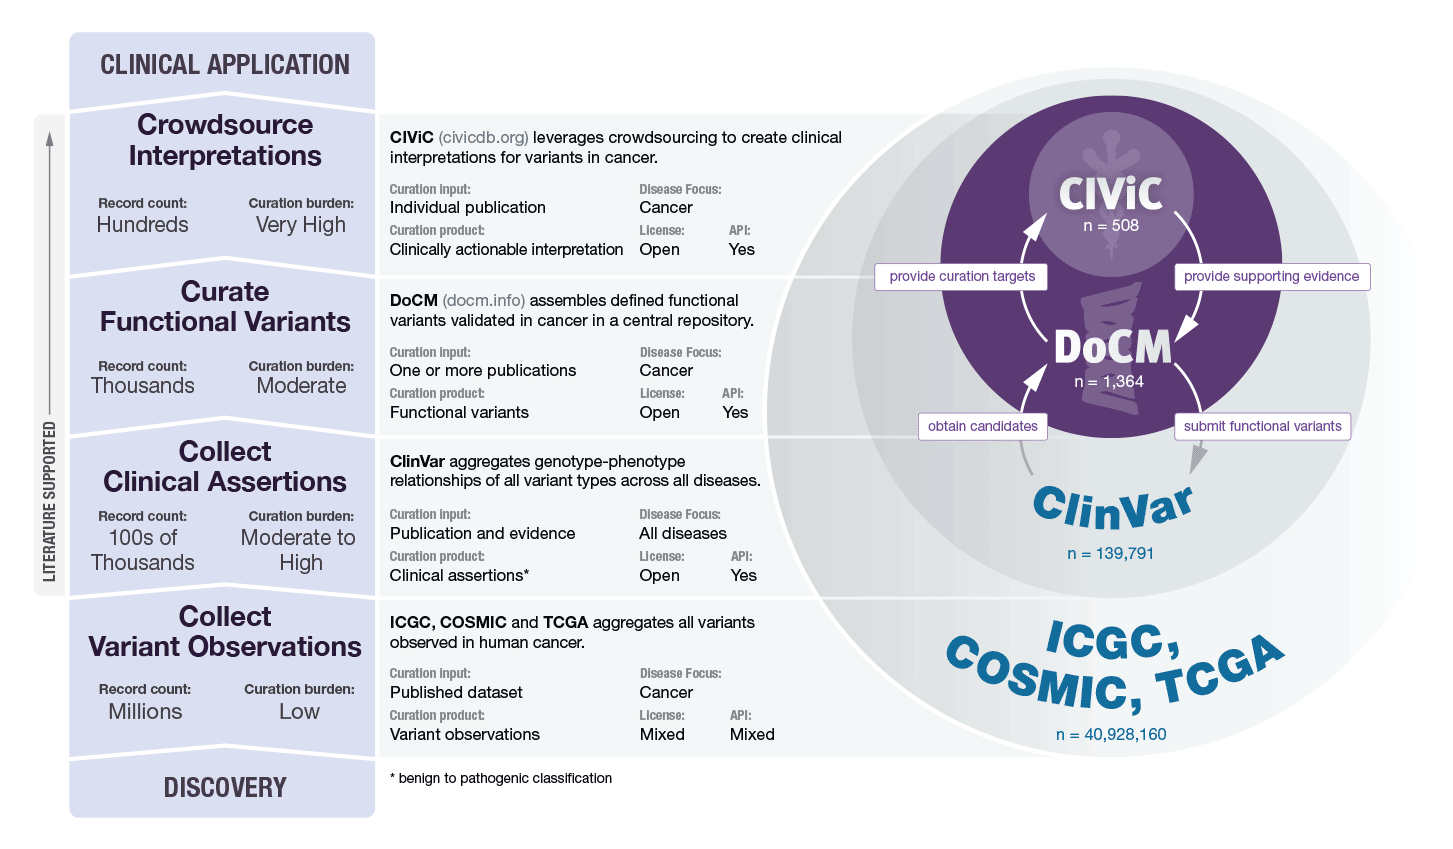 CLINICAL APPLICATION
LITERATURE SUPPORTED
Crowdsource
Interpretations
Record count:
Hundreds
Curation burden:
Very High
CIViC (civicdb.org) leverages crowdsourcing to create clinical
interpretations for variants in cancer.
Curation input:
Individual publication
Disease Focus:
Cancer
Curation product:
Clinically actionable interpretation
License:
Open
API:
Yes
Curate
Functional Variants
Record count:
Thousands
Curation burden:
Moderate
DoCM (docm.info) assembles defined functional
variants validated in cancer in a central repository.
Curation input:
One or more publications
Disease Focus:
Cancer
Curation product:
Functional variants
License:
Open
API:
Yes
Collect
Clinical Assertions
Record count:
100s of
Thousands
Curation burden:
Moderate to
High
ClinVar aggregates genotype-phenotype
relationships of all variant types across all diseases.
Curation input:
Publication and evidence
Disease Focus:
All diseases
Curation product:
Clinical assertions*
License:
Open
API:
Yes
Collect
Variant Observations
Record count:
Millions
Curation burden:
Low
ICGC, COSMIC and TCGA aggregates all variants
observed in human cancer.
Curation input:
Published dataset
Disease Focus:
Cancer
Curation product:
Variant observations
License:
Mixed
API:
Mixed
DISCOVERY
* benign to pathogenic classification
CIViC
n = 508
provide curation targets
provide supporting evidence
DoCM
n = 1,364
obtain candidates
submit functional variants
ClinVar
n = 139,791
ICGC,
COSMIC, TCGA
n = 40,928,160